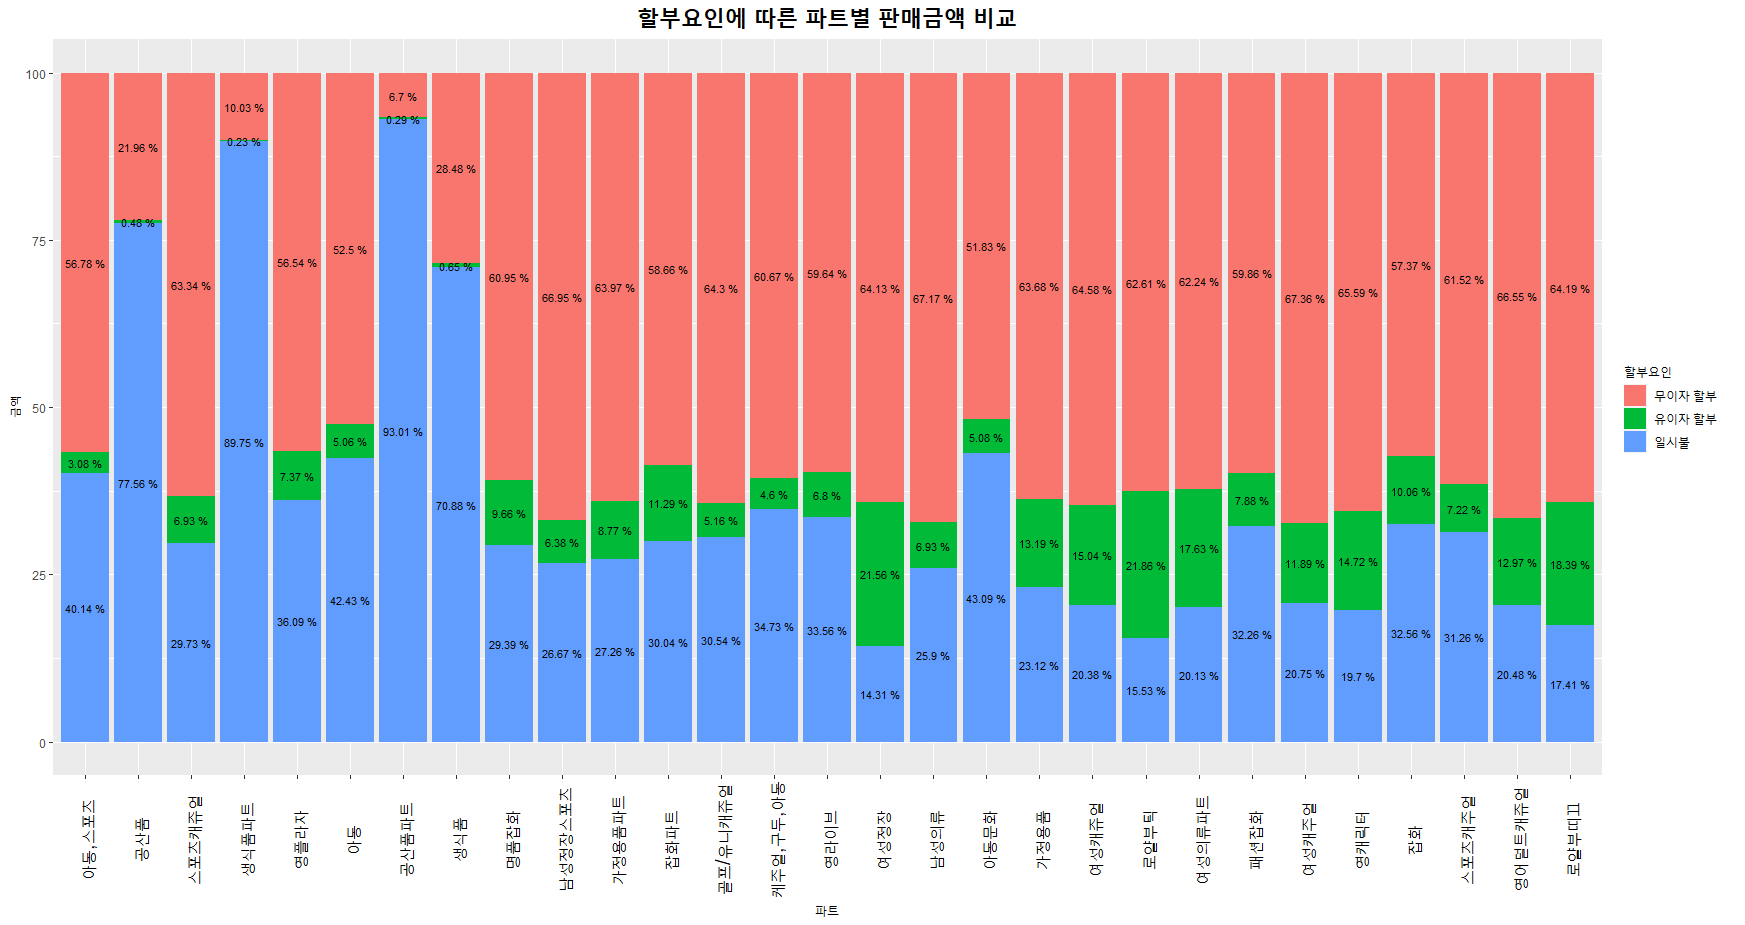 할부요인에 따른 파트별 판매금액 비교
금액
100
75
50
25
0
56.78 %
3.08 %
40.14 %
21.96 %
0.48 %
77.56 %
63.34 %
6.93 %
29.73 %
10.03 %
0.23 %
89.75 %
56.54 %
7.37 %
36.09 %
52.5 %
5.06 %
42.43 %
6.7 %
0.29 %
93.01 %
28.48 %
0.65 %
70.88 %
60.95 %
9.66 %
29.39 %
66.95 %
6.38 %
26.67 %
63.97 %
8.77 %
27.26 %
58.66 %
11.29 %
30.04 %
64.3 %
5.16 %
30.54 %
60.67 %
4.6 %
34.73 %
59.64 %
6.8 %
33.56 %
64.13 %
21.56 %
14.31 %
67.17 %
6.93 %
25.9 %
51.83 %
5.08 %
43.09 %
63.68 %
13.19 %
23.12 %
64.58 %
15.04 %
20.38 %
62.61 %
21.86 %
15.53 %
62.24 %
17.63 %
20.13 %
59.86 %
7.88 %
32.26 %
67.36 %
11.89 %
20.75 %
65.59 %
14.72 %
19.7 %
57.37 %
10.06 %
32.56 %
61.52 %
7.22 %
31.26 %
66.55 %
12.97 %
20.48 %
64.19 %
18.39 %
17.41 %
아동,스포츠
공산품
스포츠캐쥬얼
생식품파트
영플라자
아동
공산품파트
생식품
명품잡화
남성정장스포츠
가정용품파트
잡화파트
골프/유니캐쥬얼
캐주얼,구두,아동
영라이브
여성정장
남성의류
아동문화
가정용품
여성캐쥬얼
로얄부틱
여성의류파트
패션잡화
여성캐주얼
영캐릭터
잡화
스포츠캐주얼
영어덜트캐쥬얼
로얄부띠끄
파트
할부요인
무이자 할부
유이자 할부
일시불